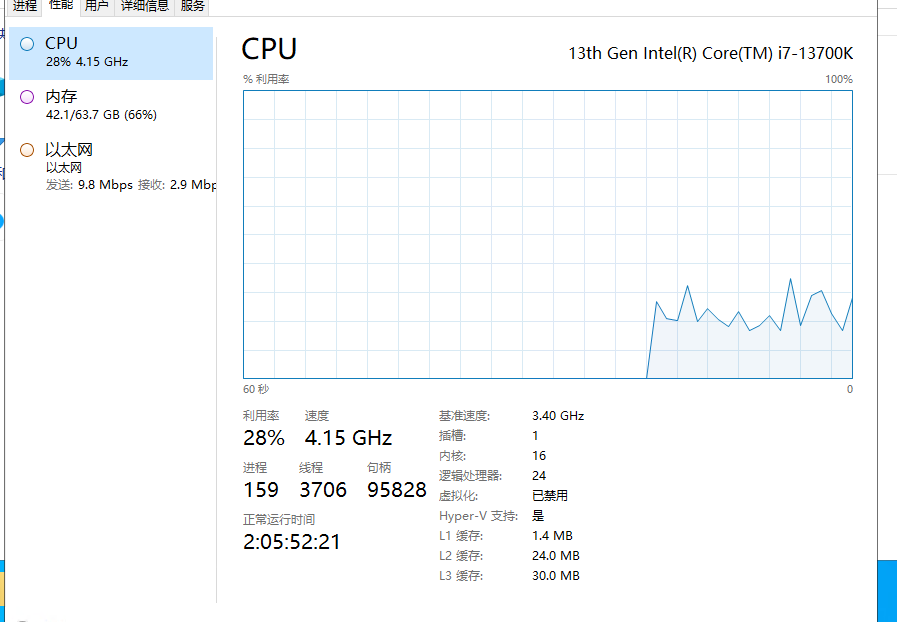 进程 性能 用户 详细信息 服务
CPU
28% 4.15 GHz
内存
42.1/63.7 GB (66%)
以太网
以太网
发送: 9.8 Mbps 接收: 2.9 Mbp
CPU 13th Gen Intel(R) Core(TM) i7-13700K
% 利用率 100%
60 秒 0
利用率 速度
28% 4.15 GHz
进程 线程 句柄
159 3706 95828
正常运行时间
2:05:52:21
基准速度: 3.40 GHz
插槽: 1
内核: 16
逻辑处理器: 24
虚拟化: 已禁用
Hyper-V 支持: 是
L1 缓存: 1.4 MB
L2 缓存: 24.0 MB
L3 缓存: 30.0 MB